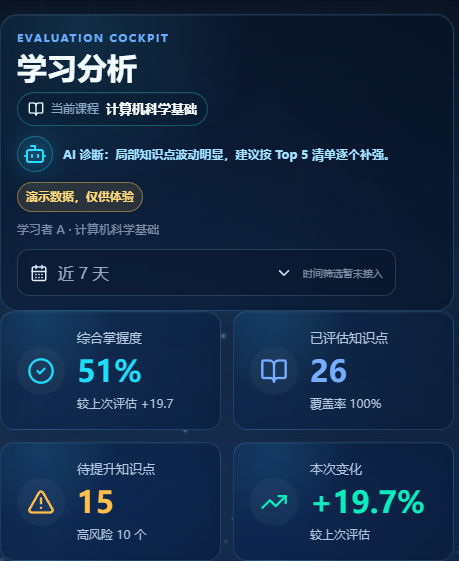 EVALUATION COCKPIT
学习分析
当前课程 计算机科学基础
AI 诊断：局部知识点波动明显，建议按 Top 5 清单逐个补强。
演示数据，仅供体验
学习者 A · 计算机科学基础
近 7 天 时间筛选暂未接入
综合掌握度
51%
较上次评估 +19.7
已评估知识点
26
覆盖率 100%
待提升知识点
15
高风险 10 个
本次变化
+19.7%
较上次评估